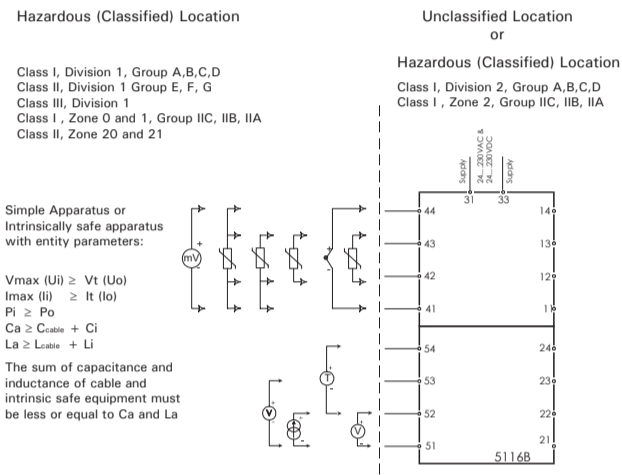 Hazardous (Classified) Location
Class I, Division 1, Group A,B,C,D
Class II, Division 1 Group E, F, G
Class III, Division 1
Class I , Zone 0 and 1, Group IIC, IIB, IIA
Class II, Zone 20 and 21
Unclassified Location
or
Hazardous (Classified) Location
Class I, Division 2, Group A,B,C,D
Class I , Zone 2, Group IIC, IIB, IIA
Supply
24...230VAC &
24...230VDC
Supply
31
33
Simple Apparatus or
Intrinsically safe apparatus
with entity parameters:
Vmax (Ui) ≥ Vt (Uo)
Imax (Ii) ≥ It (Io)
Pi ≥ Po
Ca ≥ Ccable + Ci
La ≥ Lcable + Li
The sum of capacitance and
inductance of cable and
intrinsic safe equipment must
be less or equal to Ca and La
mV
44 14
43 13
42 12
41 11
54 24
T
53 23
V
52 22
V
51 21
5116B